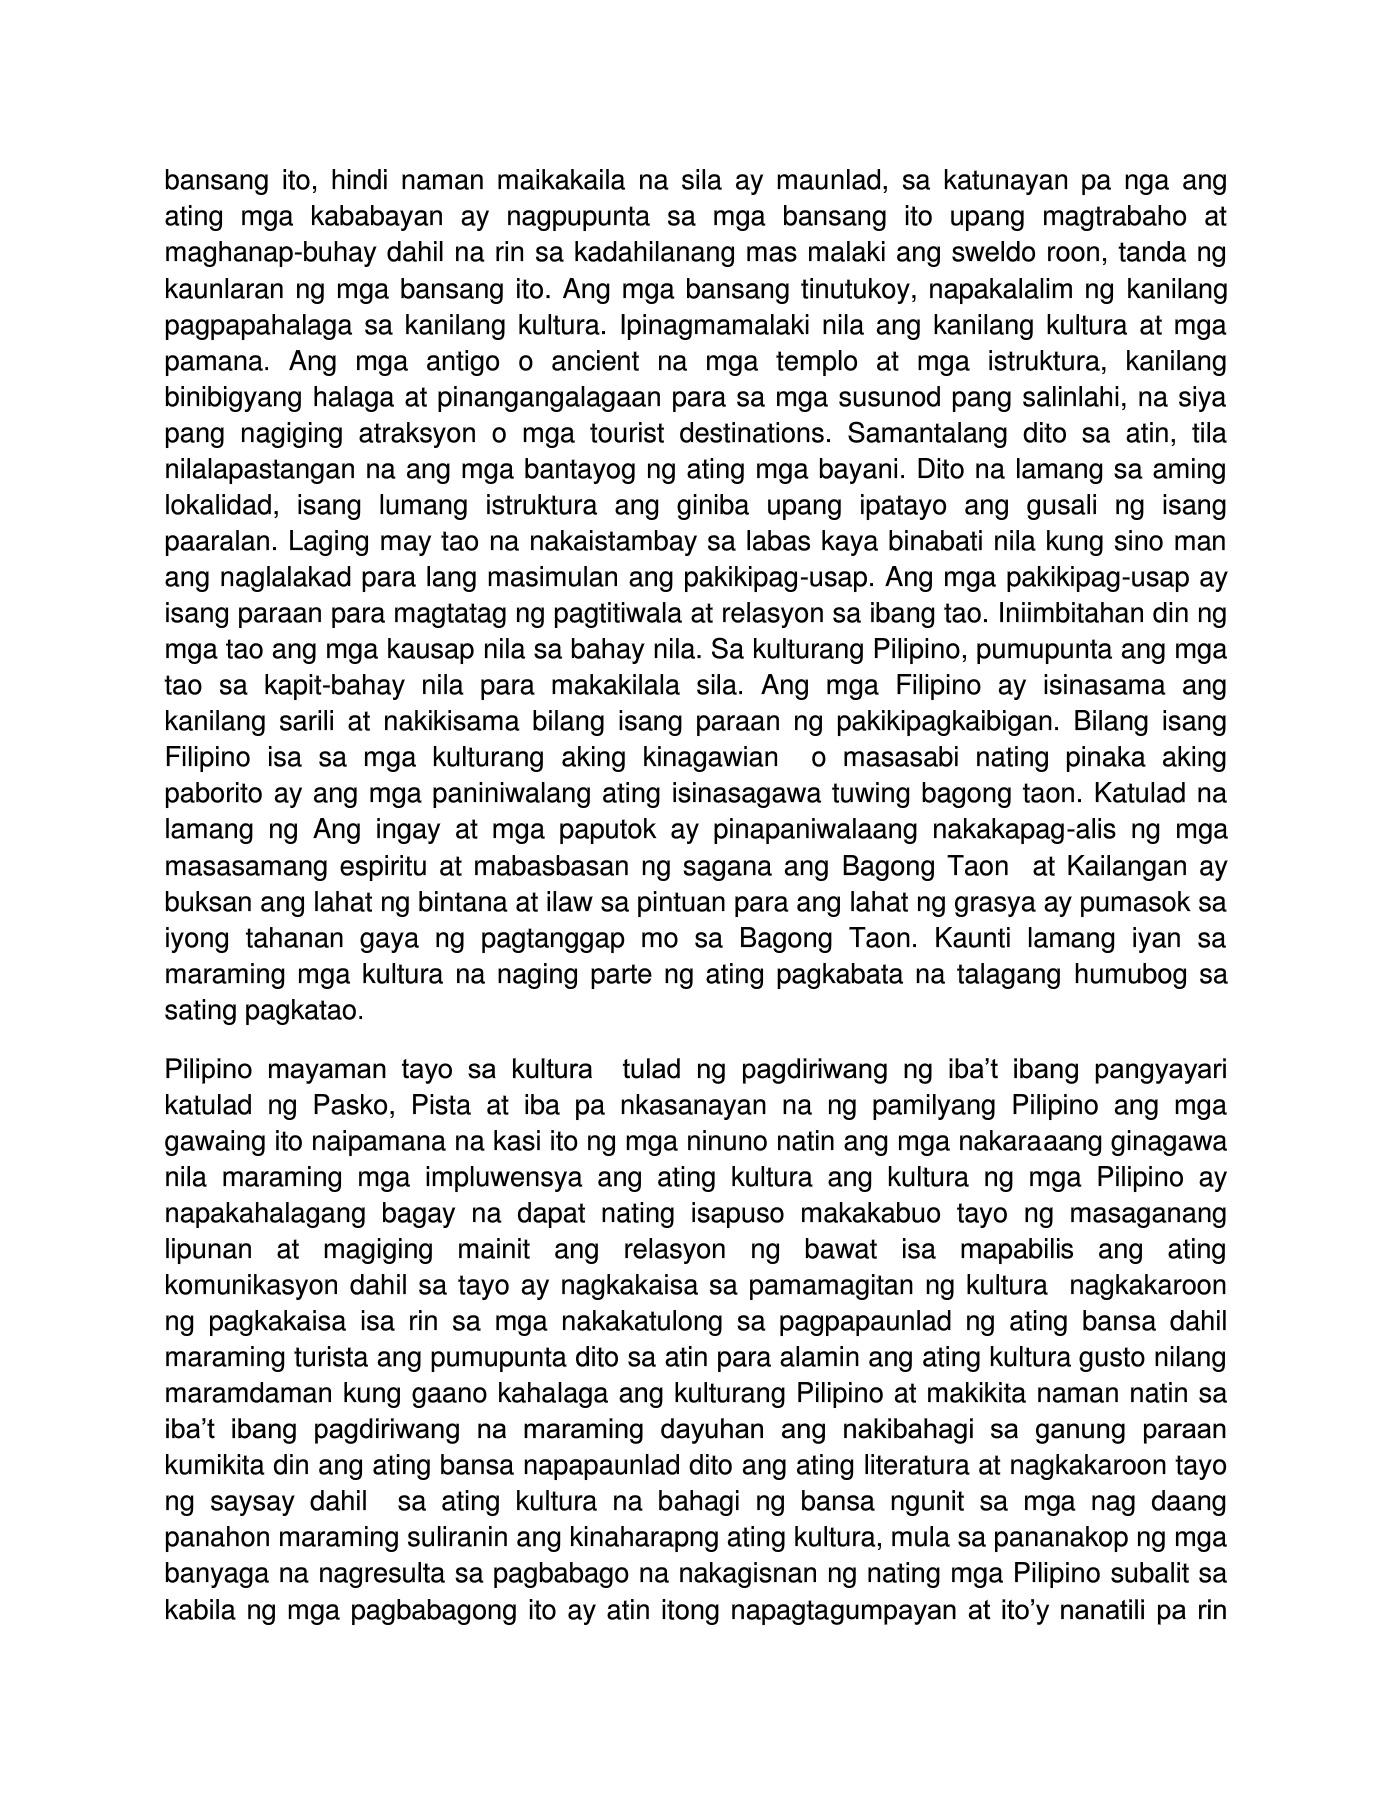 bansang ito, hindi naman maikakaila na sila ay maunlad, sa katunayan pa nga ang
ating mga kababayan ay nagpupunta sa mga bansang ito upang magtrabaho at
maghanap-buhay dahil na rin sa kadahilanang mas malaki ang sweldo roon, tanda ng
kaunlaran ng mga bansang ito. Ang mga bansang tinutukoy, napakalalim ng kanilang
pagpapahalaga sa kanilang kultura. Ipinagmamalaki nila ang kanilang kultura at mga
pamana. Ang mga antigo o ancient na mga templo at mga istruktura, kanilang
binibigyang halaga at pinangangalagaan para sa mga susunod pang salinlahi, na siya
pang nagiging atraksyon o mga tourist destinations. Samantalang dito sa atin, tila
nilalapastangan na ang mga bantayog ng ating mga bayani. Dito na lamang sa aming
lokalidad, isang lumang istruktura ang giniba upang ipatayo ang gusali ng isang
paaralan. Laging may tao na nakaistambay sa labas kaya binabati nila kung sino man
ang naglalakad para lang masimulan ang pakikipag-usap. Ang mga pakikipag-usap ay
isang paraan para magtatag ng pagtitiwala at relasyon sa ibang tao. Iniimbitahan din ng
mga tao ang mga kausap nila sa bahay nila. Sa kulturang Pilipino, pumupunta ang mga
tao sa kapit-bahay nila para makakilala sila. Ang mga Filipino ay isinasama ang
kanilang sarili at nakikisama bilang isang paraan ng pakikipagkaibigan. Bilang isang
Filipino isa sa mga kulturang aking kinagawian  o masasabi nating pinaka aking
paborito ay ang mga paniniwalang ating isinasagawa tuwing bagong taon. Katulad na
lamang ng Ang ingay at mga paputok ay pinapaniwalaang nakakapag-alis ng mga
masasamang espiritu at mabasbasan ng sagana ang Bagong Taon  at Kailangan ay
buksan ang lahat ng bintana at ilaw sa pintuan para ang lahat ng grasya ay pumasok sa
iyong tahanan gaya ng pagtanggap mo sa Bagong Taon. Kaunti lamang iyan sa
maraming mga kultura na naging parte ng ating pagkabata na talagang humubog sa
sating pagkatao.
Pilipino mayaman tayo sa kultura  tulad ng pagdiriwang ng iba't ibang pangyayari
katulad ng Pasko, Pista at iba pa nkasanayan na ng pamilyang Pilipino ang mga
gawaing ito naipamana na kasi ito ng mga ninuno natin ang mga nakaraaang ginagawa
nila maraming mga impluwensya ang ating kultura ang kultura ng mga Pilipino ay
napakahalagang bagay na dapat nating isapuso makakabuo tayo ng masaganang
lipunan at magiging mainit ang relasyon ng bawat isa mapabilis ang ating
komunikasyon dahil sa tayo ay nagkakaisa sa pamamagitan ng kultura  nagkakaroon
ng pagkakaisa isa rin sa mga nakakatulong sa pagpapaunlad ng ating bansa dahil
maraming turista ang pumupunta dito sa atin para alamin ang ating kultura gusto nilang
maramdaman kung gaano kahalaga ang kulturang Pilipino at makikita naman natin sa
iba't ibang pagdiriwang na maraming dayuhan ang nakibahagi sa ganung paraan
kumikita din ang ating bansa napapaunlad dito ang ating literatura at nagkakaroon tayo
ng saysay dahil  sa ating kultura na bahagi ng bansa ngunit sa mga nag daang
panahon maraming suliranin ang kinaharapng ating kultura, mula sa pananakop ng mga
banyaga na nagresulta sa pagbabago na nakagisnan ng nating mga Pilipino subalit sa
kabila ng mga pagbabagong ito ay atin itong napagtagumpayan at ito'y nanatili pa rin